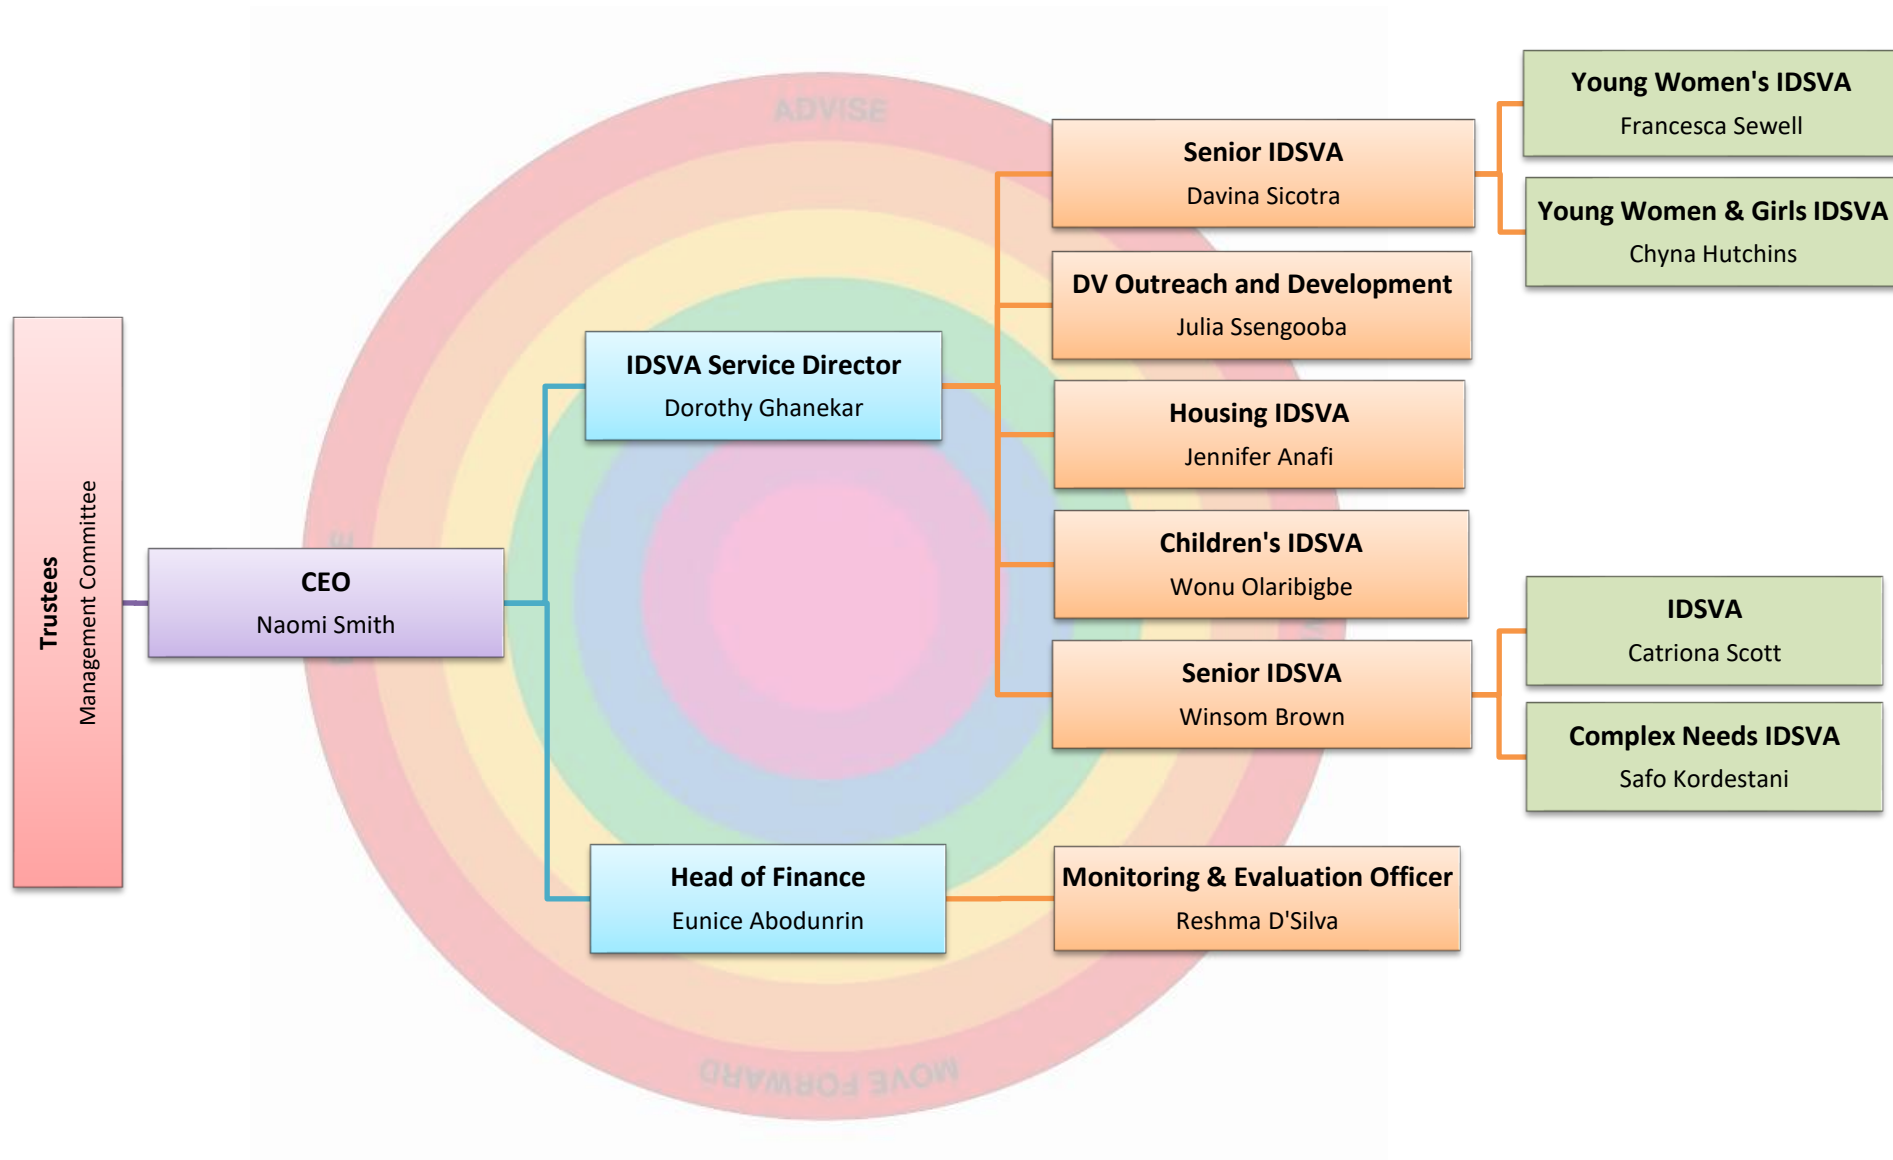 ADVISE
MOVE FORWARD
Trustees
Management Committee
CEO
Naomi Smith
IDSVA Service Director
Dorothy Ghanekar
Head of Finance
Eunice Abodunrin
Senior IDSVA
Davina Sicotra
DV Outreach and Development
Julia Ssengooba
Housing IDSVA
Jennifer Anafi
Children's IDSVA
Wonu Olaribigbe
Senior IDSVA
Winsom Brown
Monitoring & Evaluation Officer
Reshma D'Silva
Young Women's IDSVA
Francesca Sewell
Young Women & Girls IDSVA
Chyna Hutchins
IDSVA
Catriona Scott
Complex Needs IDSVA
Safo Kordestani